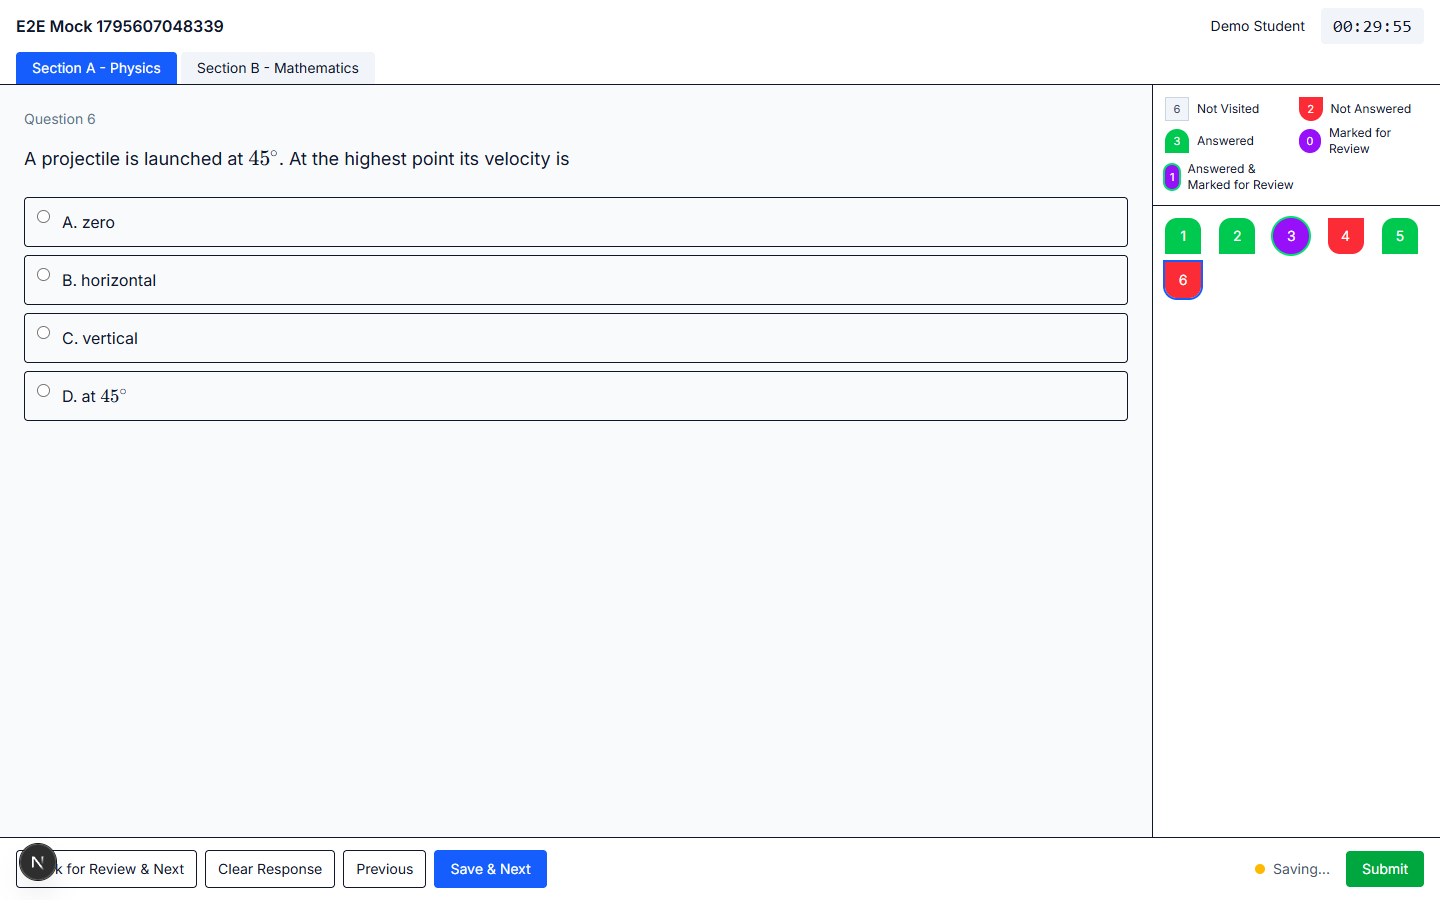 E2E Mock 1795607048339
Demo Student
00:29:55
Section A - Physics
Section B - Mathematics
Question 6
A projectile is launched at 45°. At the highest point its velocity is
A. zero
B. horizontal
C. vertical
D. at 45°
6 Not Visited
2 Not Answered
3 Answered
0 Marked for
Review
1 Answered &
Marked for Review
1 2 3 4 5
6
N
k for Review & Next
Clear Response
Previous
Save & Next
Saving...
Submit